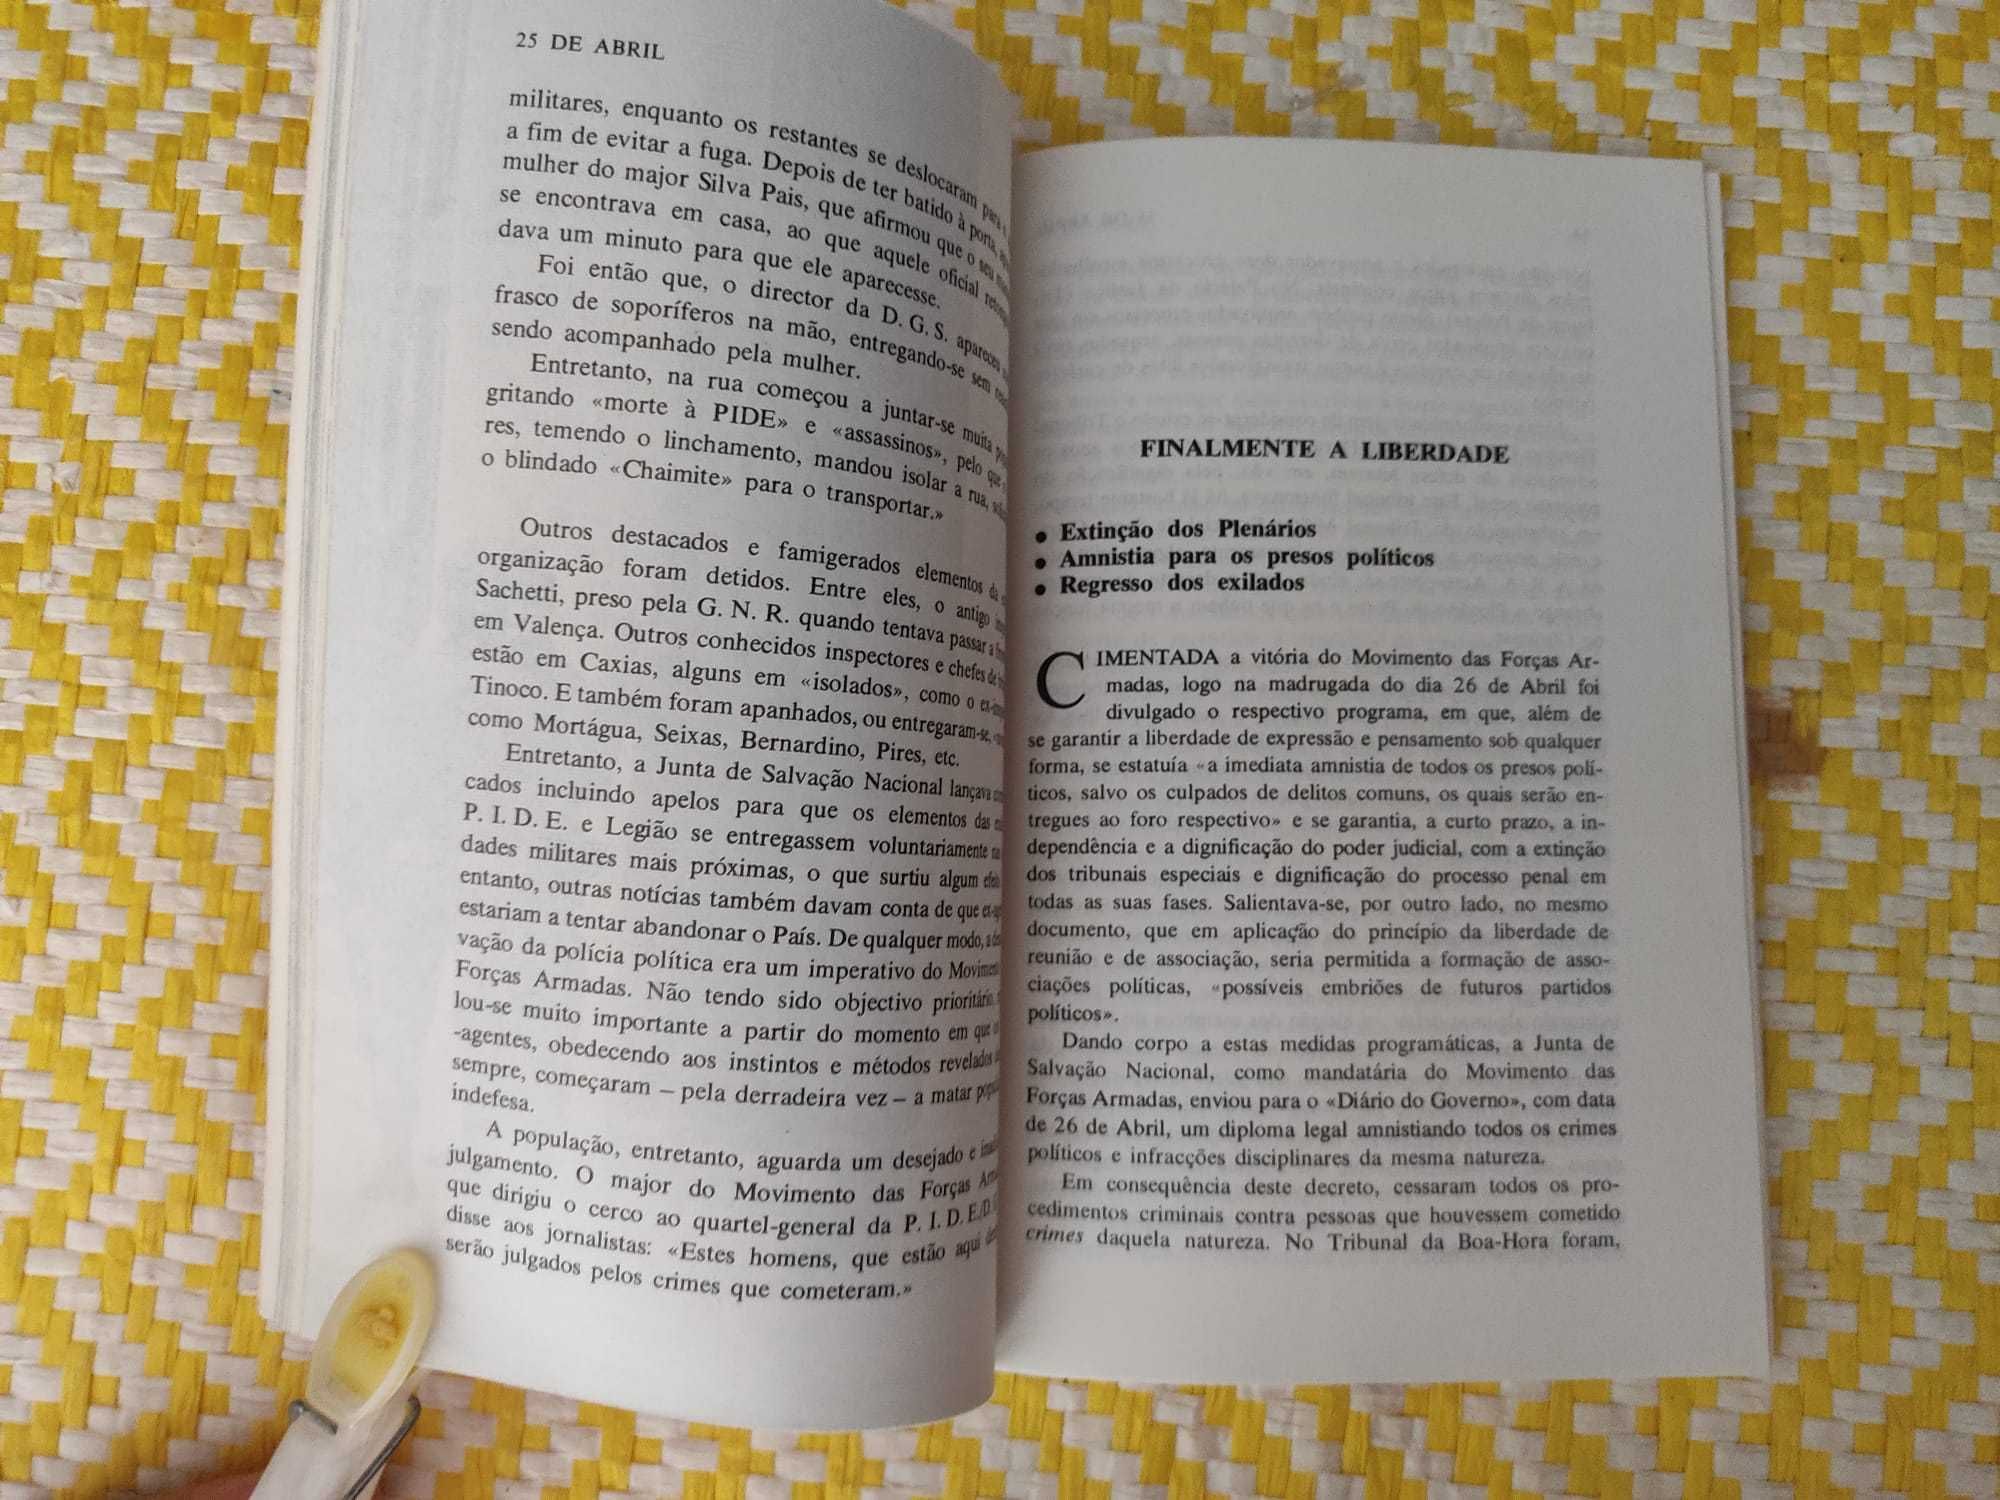 25 DE ABRIL
militares, enquanto os restantes se deslocaram para
a fim de evitar a fuga. Depois de ter batido à porta,
mulher do major Silva Pais, que afirmou que o seu
se encontrava em casa, ao que aquele oficial
dava um minuto para que ele aparecesse.
Foi então que, o director da D. G. S. apareceu
frasco de soporíferos na mão, entregando-se sem
sendo acompanhado pela mulher.
Entretanto, na rua começou a juntar-se muita
gritando «morte à PIDE» e «assassinos», pelo que
res, temendo o linchamento, mandou isolar a rua,
o blindado «Chaimite» para o transportar.»
Outros destacados e famigerados elementos da
organização foram detidos. Entre eles, o antigo
Sachetti, preso pela G. N. R. quando tentava passar a
em Valença. Outros conhecidos inspectores e chefes de
estão em Caxias, alguns em «isolados», como o
Tinoco. E também foram apanhados, ou entregaram-se,
como Mortágua, Seixas, Bernardino, Pires, etc.
Entretanto, a Junta de Salvação Nacional lançava
cados incluindo apelos para que os elementos das
P. I. D. E. e Legião se entregassem voluntariamente
dades militares mais próximas, o que surtiu algum
entanto, outras notícias também davam conta de que
estariam a tentar abandonar o País. De qualquer modo, a
vação da polícia política era um imperativo do
Forças Armadas. Não tendo sido objectivo prioritário,
lou-se muito importante a partir do momento em que
-agentes, obedecendo aos instintos e métodos revelados
sempre, começaram – pela derradeira vez – a matar
indefesa.
A população, entretanto, aguarda um desejado e
julgamento. O major do Movimento das Forças
que dirigiu o cerco ao quartel-general da P. I. D. E./D.
disse aos jornalistas: «Estes homens, que estão aqui
serão julgados pelos crimes que cometeram.»
FINALMENTE A LIBERDADE
● Extinção dos Plenários
● Amnistia para os presos políticos
● Regresso dos exilados
CIMENTADA a vitória do Movimento das Forças Ar-
madas, logo na madrugada do dia 26 de Abril foi
divulgado o respectivo programa, em que, além de
se garantir a liberdade de expressão e pensamento sob qualquer
forma, se estatuía «a imediata amnistia de todos os presos polí-
ticos, salvo os culpados de delitos comuns, os quais serão en-
tregues ao foro respectivo» e se garantia, a curto prazo, a in-
dependência e a dignificação do poder judicial, com a extinção
dos tribunais especiais e dignificação do processo penal em
todas as suas fases. Salientava-se, por outro lado, no mesmo
documento, que em aplicação do princípio da liberdade de
reunião e de associação, seria permitida a formação de asso-
ciações políticas, «possíveis embriões de futuros partidos
políticos».
Dando corpo a estas medidas programáticas, a Junta de
Salvação Nacional, como mandatária do Movimento das
Forças Armadas, enviou para o «Diário do Governo», com data
de 26 de Abril, um diploma legal amnistiando todos os crimes
políticos e infracções disciplinares da mesma natureza.
Em consequência deste decreto, cessaram todos os pro-
cedimentos criminais contra pessoas que houvessem cometido
crimes daquela natureza. No Tribunal da Boa-Hora foram,